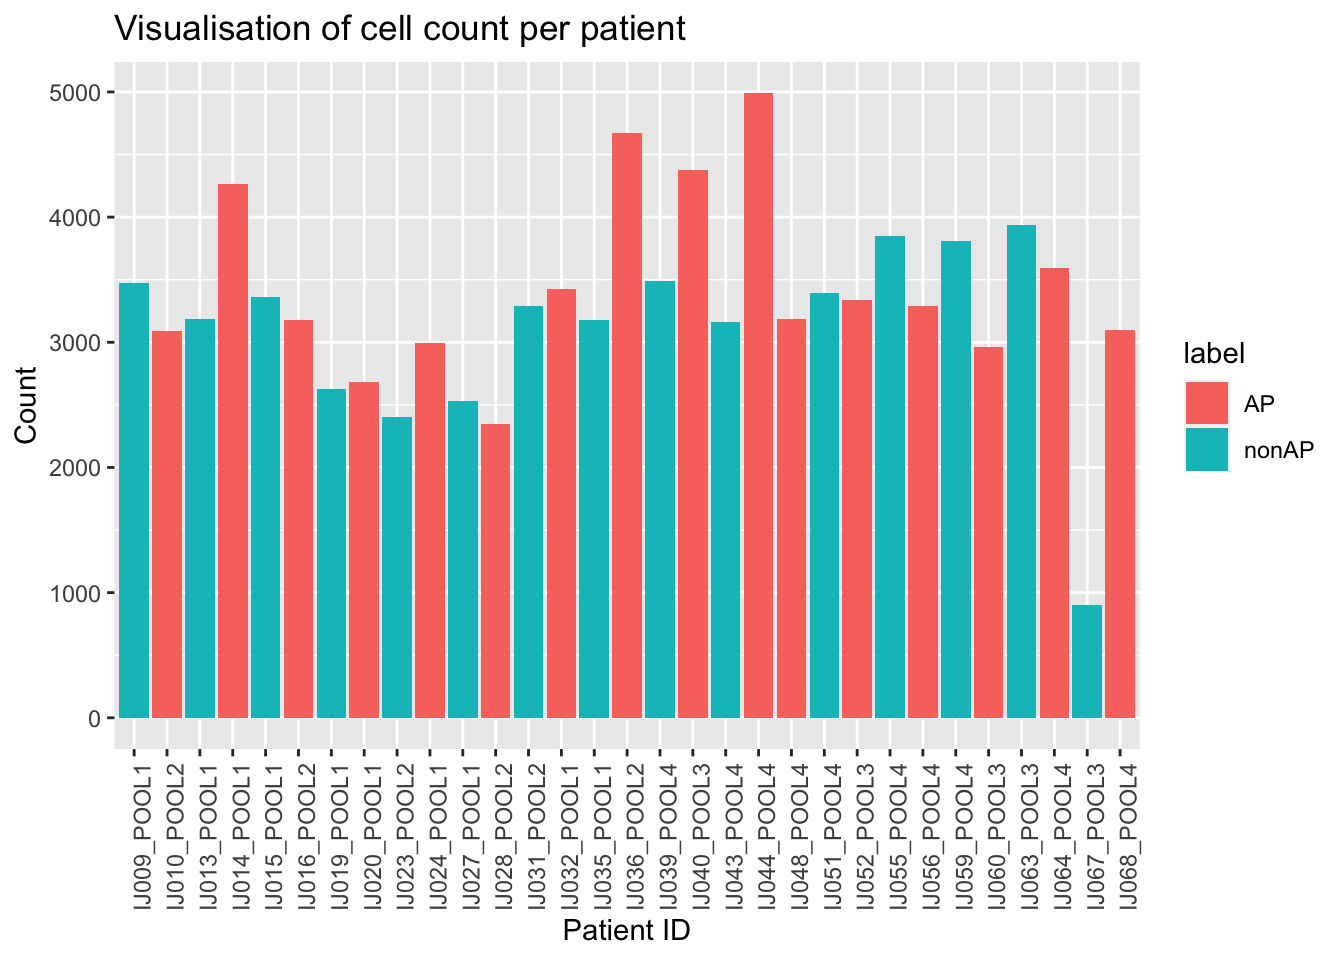 Visualisation of cell count per patient
5000
4000
3000
2000
1000
0
Count
IJ009_POOL1
IJ010_POOL2
IJ013_POOL1
IJ014_POOL1
IJ015_POOL1
IJ016_POOL2
IJ019_POOL1
IJ020_POOL1
IJ023_POOL2
IJ024_POOL1
IJ027_POOL1
IJ028_POOL2
IJ031_POOL2
IJ032_POOL1
IJ035_POOL1
IJ036_POOL2
IJ039_POOL4
IJ040_POOL3
IJ043_POOL4
IJ044_POOL4
IJ048_POOL4
IJ051_POOL4
IJ052_POOL3
IJ055_POOL4
IJ056_POOL4
IJ059_POOL4
IJ060_POOL3
IJ063_POOL3
IJ064_POOL4
IJ067_POOL3
IJ068_POOL4
Patient ID
label
AP
nonAP